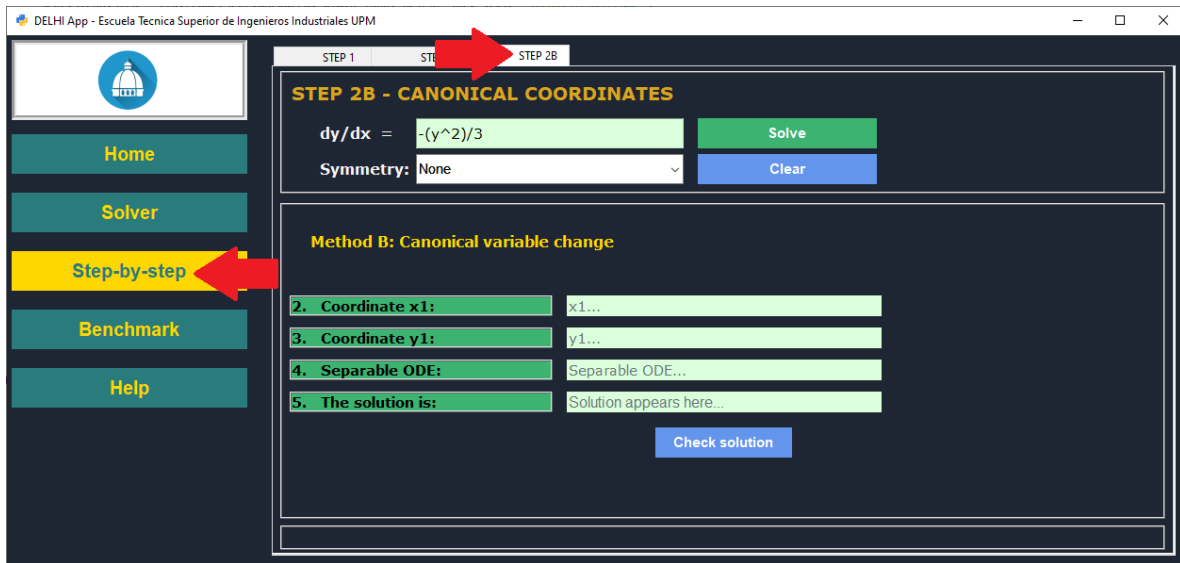 DELHI App - Escuela Tecnica Superior de Ingenieros Industriales UPM
STEP 1
STEP 2B
STEP 2B - CANONICAL COORDINATES
dy/dx = -(y^2)/3 Solve
Symmetry: None Clear
Home
Solver
Step-by-step
Benchmark
Help
Method B: Canonical variable change
2. Coordinate x1: x1...
3. Coordinate y1: y1...
4. Separable ODE: Separable ODE...
5. The solution is: Solution appears here...
Check solution